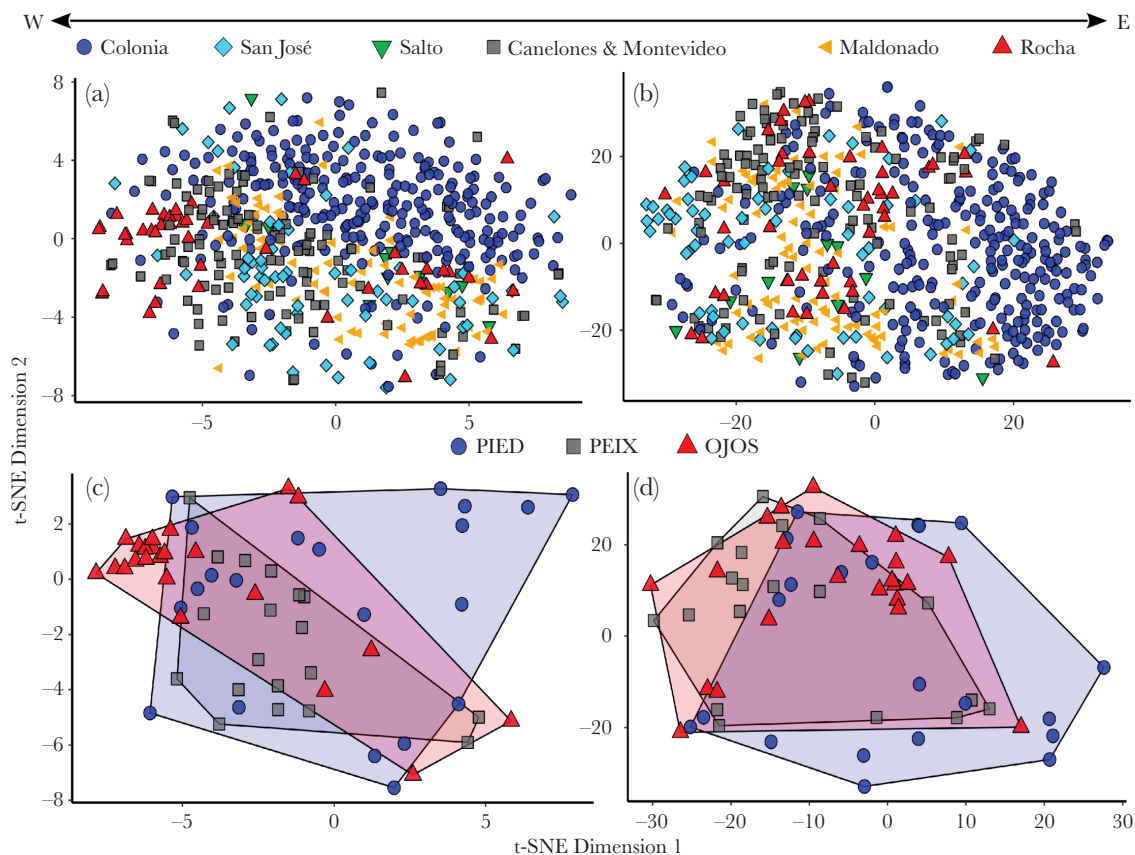 W E
Colonia San José Salto Canelones & Montevideo Maldonado Rocha
(a) (b)
8
4
0
−4
−8
20
0
−20
−5 0 5
−20 0 20
t-SNE Dimension 2
PIED PEIX OJOS
(c) (d)
2
0
−2
−4
−6
−8
20
0
−20
−5 0 5
−30 −20 −10 0 10 20 30
t-SNE Dimension 1